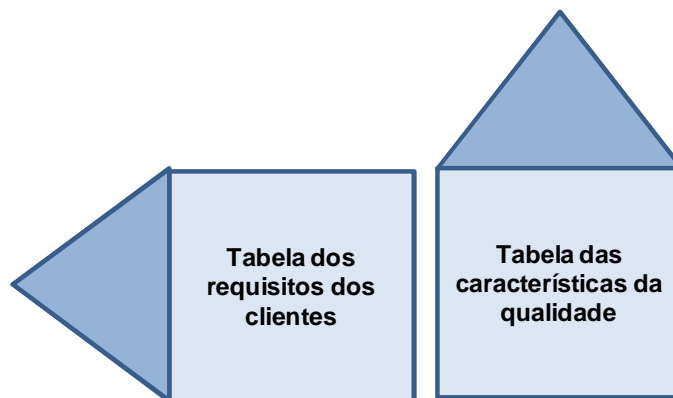 Tabela dos
requisitos dos
clientes
Tabela das
características da
qualidade